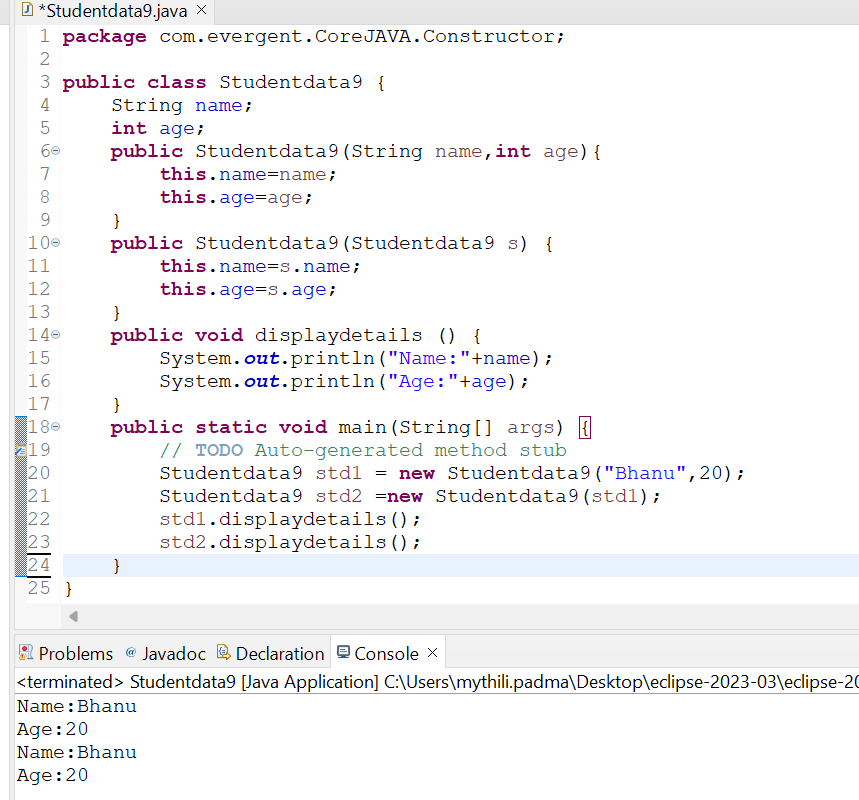 *Studentdata9.java ×
1 package com.evergent.CoreJAVA.Constructor;
2
3 public class Studentdata9 {
4     String name;
5     int age;
6     public Studentdata9(String name,int age){
7         this.name=name;
8         this.age=age;
9     }
10     public Studentdata9(Studentdata9 s) {
11         this.name=s.name;
12         this.age=s.age;
13     }
14     public void displaydetails () {
15         System.out.println("Name:"+name);
16         System.out.println("Age:"+age);
17     }
18     public static void main(String[] args) {
19         // TODO Auto-generated method stub
20         Studentdata9 std1 = new Studentdata9("Bhanu",20);
21         Studentdata9 std2 =new Studentdata9(std1);
22         std1.displaydetails();
23         std2.displaydetails();
24     }
25 }
Problems @ Javadoc Declaration Console ×
<terminated> Studentdata9 [Java Application] C:\Users\mythili.padma\Desktop\eclipse-2023-03\eclipse-20
Name:Bhanu
Age:20
Name:Bhanu
Age:20